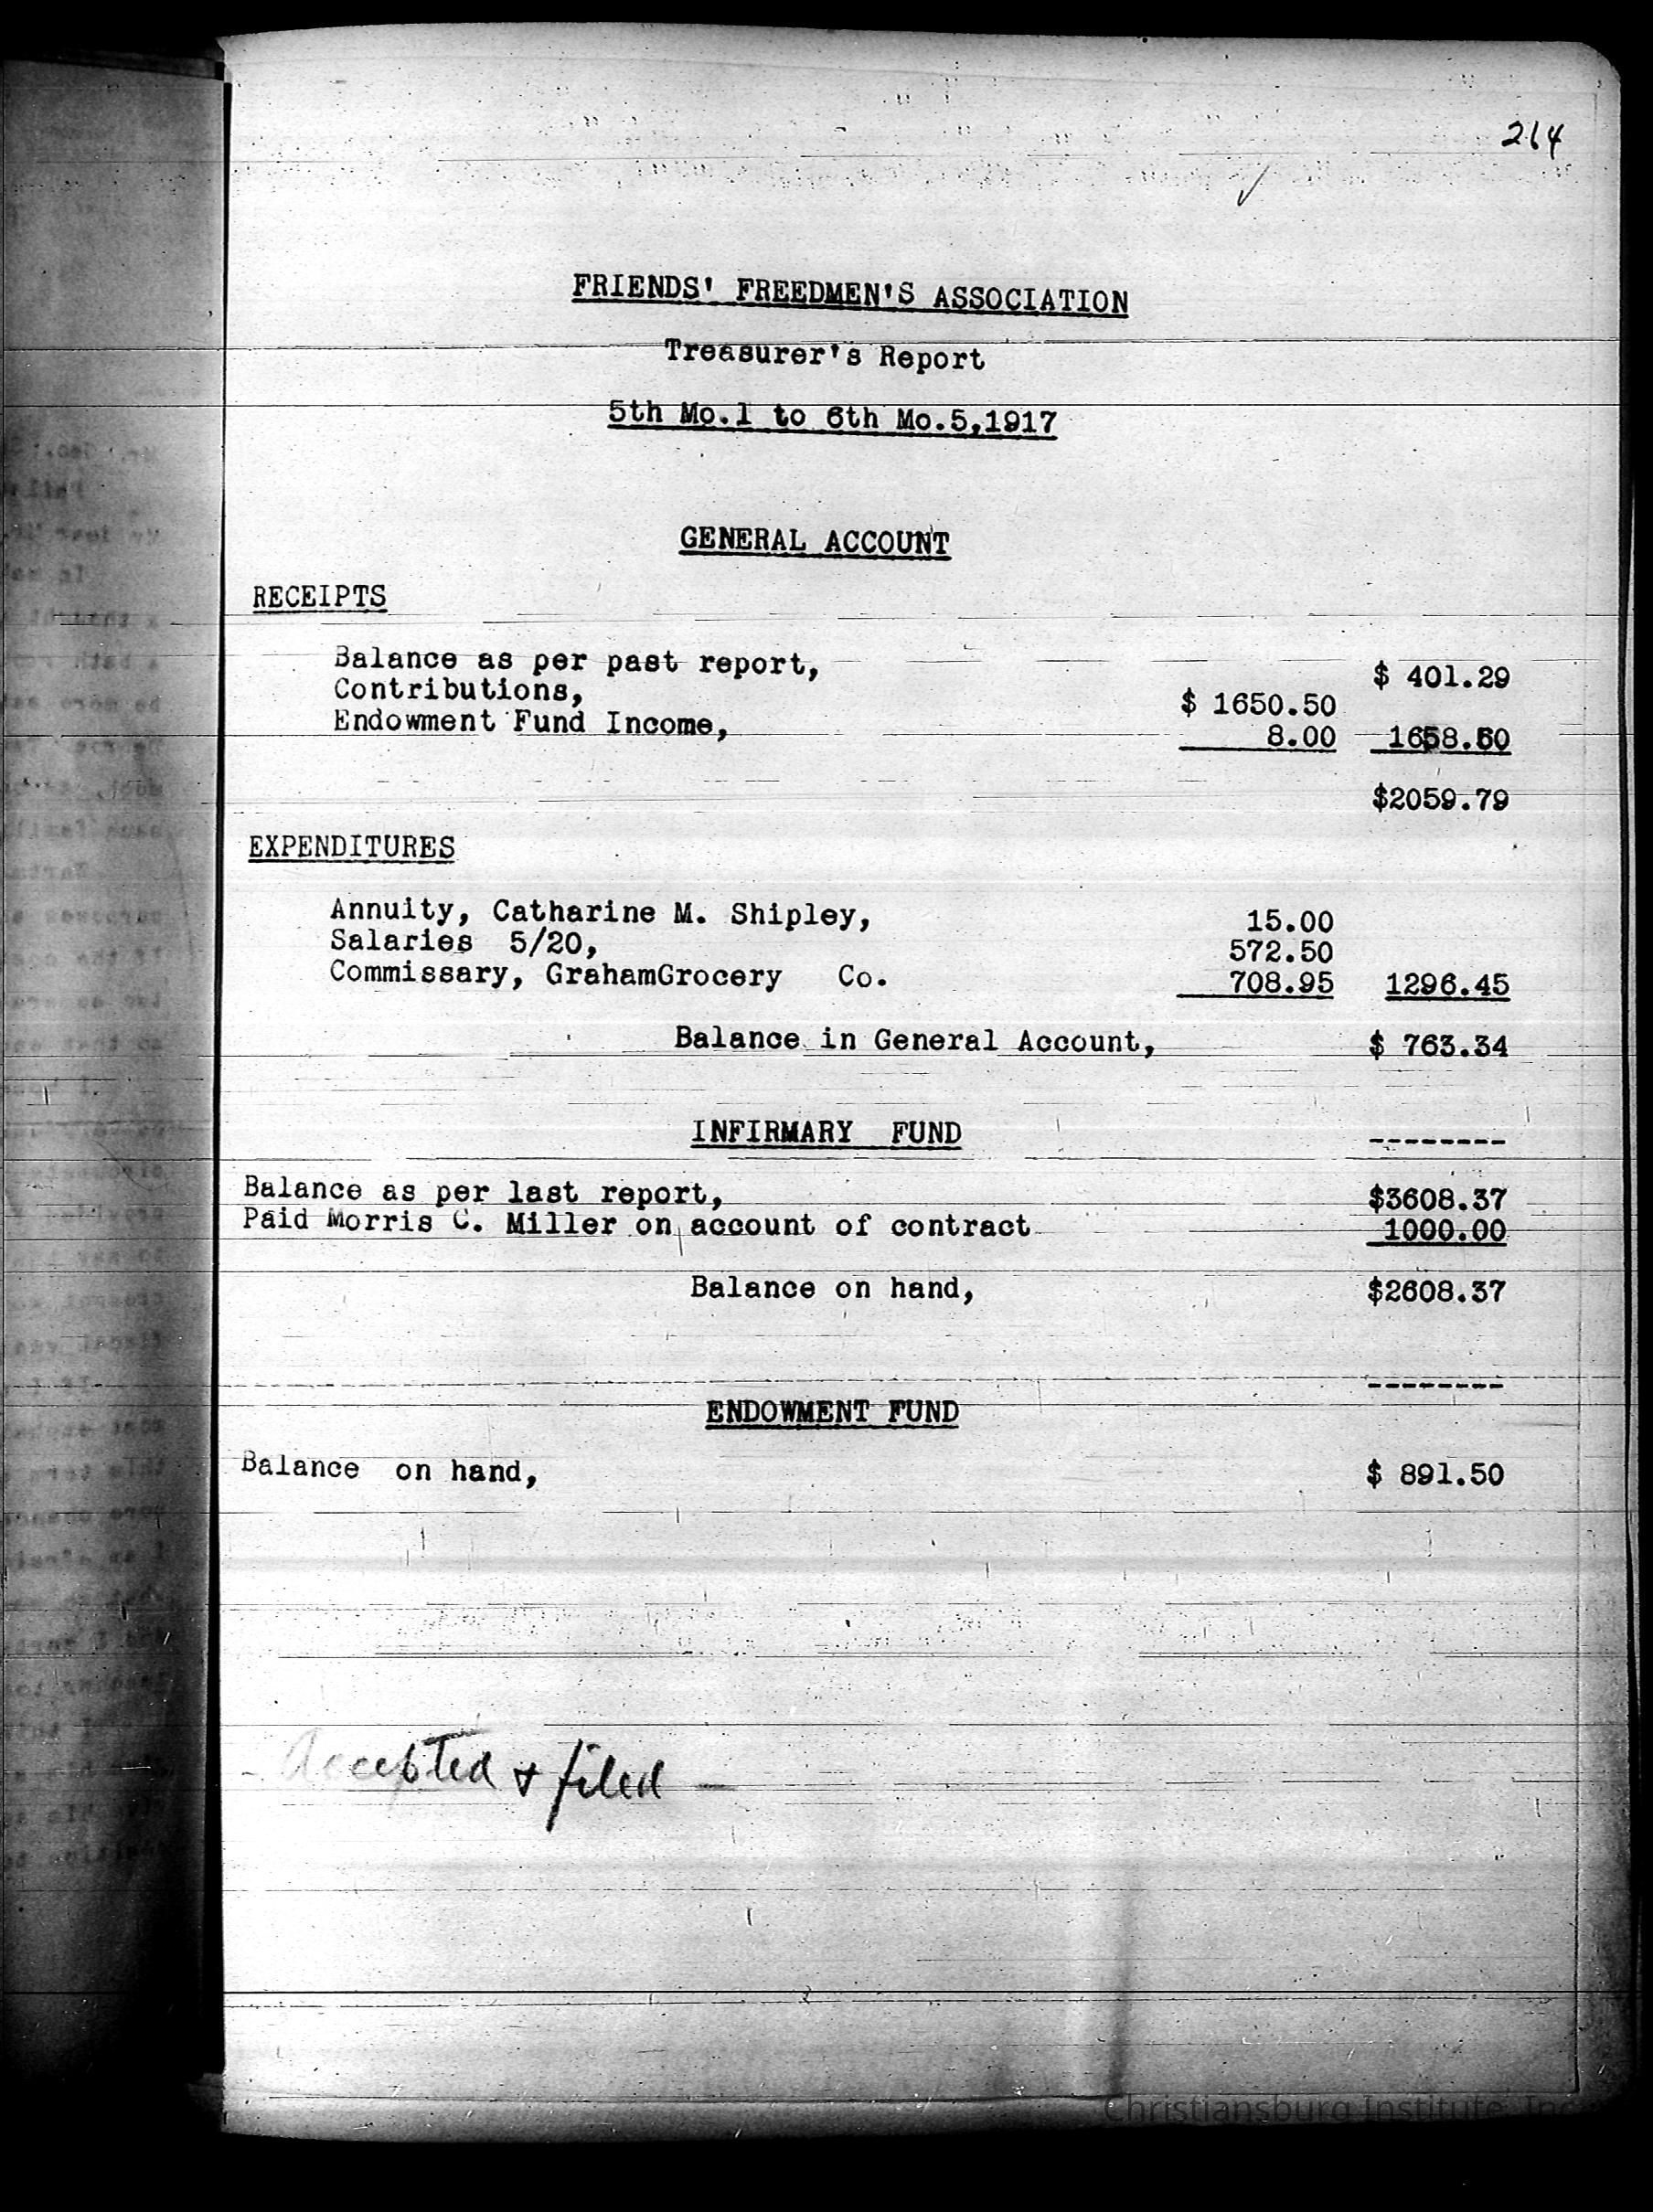 264
FRIENDS' FREEDMEN'S ASSOCIATION
Treasurer's Report
5th Mo.1 to 6th Mo.5,1917
GENERAL ACCOUNT
RECEIPTS
Balance as per past report, $ 401.29
Contributions, $ 1650.50
Endowment Fund Income, 8.00 1658.50
$2059.79
EXPENDITURES
Annuity, Catharine M. Shipley, 15.00
Salaries 5/20, 572.50
Commissary, GrahamGrocery Co. 708.95 1296.45
Balance in General Account, $ 763.34
INFIRMARY FUND --------
Balance as per last report, $3608.37
Paid Morris C. Miller on account of contract 1000.00
Balance on hand, $2608.37
--------
ENDOWMENT FUND
Balance on hand, $ 891.50
- Accepted & filed -
Christiansburg Institute, Inc.